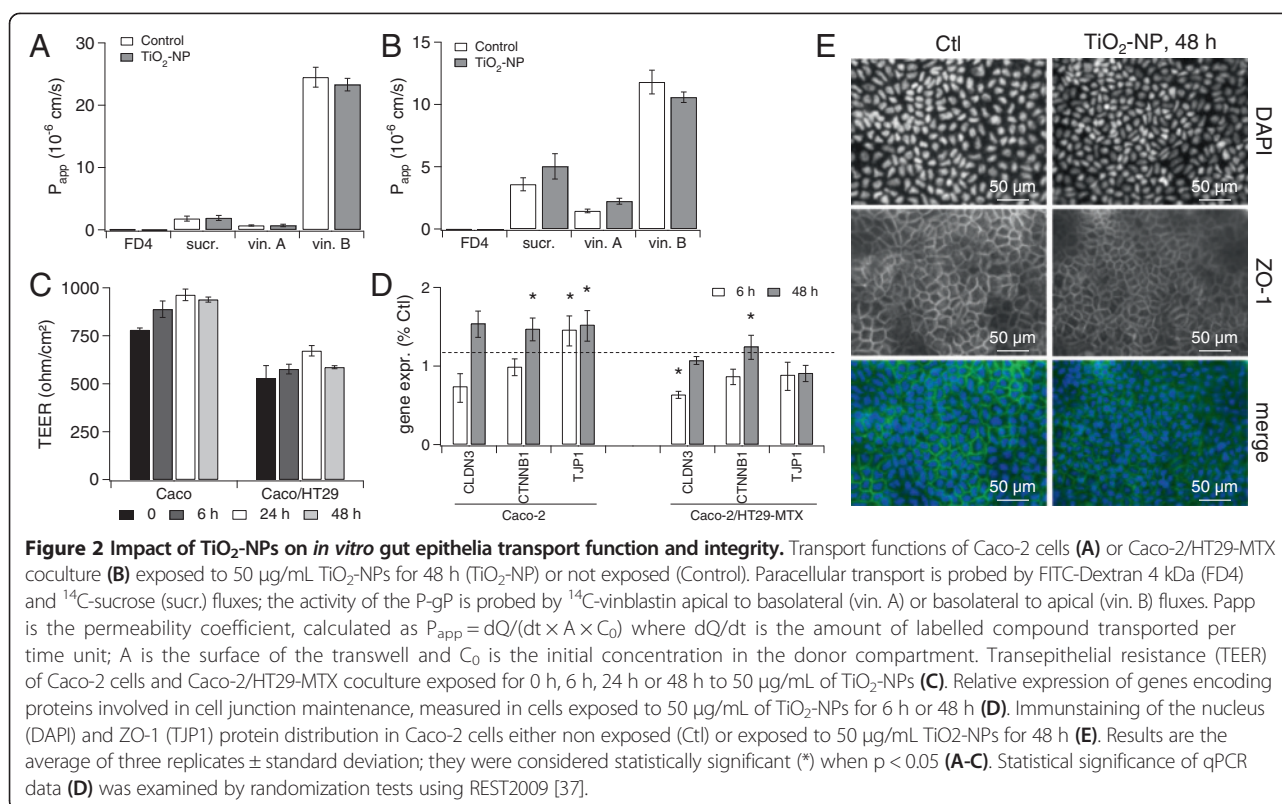 A
B
E
30
20
10
0
P_app (10^-6 cm/s)
Control
TiO2-NP
FD4 sucr. vin. A vin. B
15
10
5
0
P_app (10^-6 cm/s)
Control
TiO2-NP
FD4 sucr. vin. A vin. B
Ctl TiO2-NP, 48 h
DAPI
50 µm 50 µm
ZO-1
50 µm 50 µm
merge
50 µm 50 µm
C
D
1000
750
500
250
0
TEER (ohm/cm²)
Caco Caco/HT29
0 6 h 24 h 48 h
2
1
0
gene expr. (% Ctl)
6 h 48 h
* * * * *
CLDN3 CTNNB1 TJP1 CLDN3 CTNNB1 TJP1
Caco-2 Caco-2/HT29-MTX
Figure 2 Impact of TiO2-NPs on in vitro gut epithelia transport function and integrity. Transport functions of Caco-2 cells (A) or Caco-2/HT29-MTX
coculture (B) exposed to 50 µg/mL TiO2-NPs for 48 h (TiO2-NP) or not exposed (Control). Paracellular transport is probed by FITC-Dextran 4 kDa (FD4)
and 14C-sucrose (sucr.) fluxes; the activity of the P-gP is probed by 14C-vinblastin apical to basolateral (vin. A) or basolateral to apical (vin. B) fluxes. Papp
is the permeability coefficient, calculated as Papp = dQ/(dt × A × C0) where dQ/dt is the amount of labelled compound transported per
time unit; A is the surface of the transwell and C0 is the initial concentration in the donor compartment. Transepithelial resistance (TEER)
of Caco-2 cells and Caco-2/HT29-MTX coculture exposed for 0 h, 6 h, 24 h or 48 h to 50 µg/mL of TiO2-NPs (C). Relative expression of genes encoding
proteins involved in cell junction maintenance, measured in cells exposed to 50 µg/mL of TiO2-NPs for 6 h or 48 h (D). Immunstaining of the nucleus
(DAPI) and ZO-1 (TJP1) protein distribution in Caco-2 cells either non exposed (Ctl) or exposed to 50 µg/mL TiO2-NPs for 48 h (E). Results are the
average of three replicates ± standard deviation; they were considered statistically significant (*) when p < 0.05 (A-C). Statistical significance of qPCR
data (D) was examined by randomization tests using REST2009 [37].